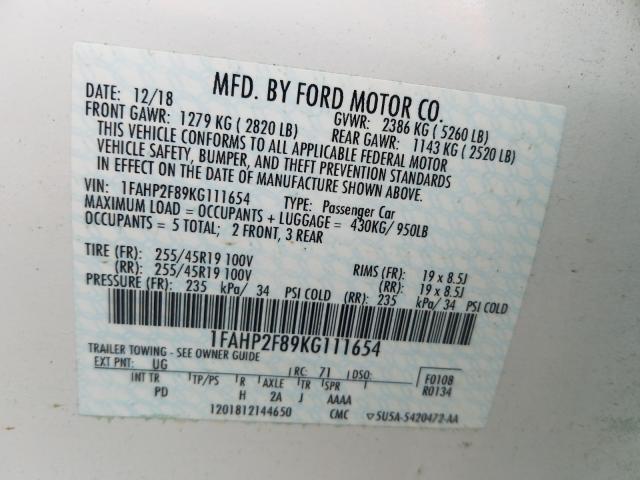 MFD. BY FORD MOTOR CO.
DATE: 12/18 GVWR: 2386 KG ( 5260 LB)
FRONT GAWR: 1279 KG ( 2820 LB) REAR GAWR: 1143 KG ( 2520 LB)
THIS VEHICLE CONFORMS TO ALL APPLICABLE FEDERAL MOTOR
VEHICLE SAFETY, BUMPER, AND THEFT PREVENTION STANDARDS
IN EFFECT ON THE DATE OF MANUFACTURE SHOWN ABOVE.
VIN: 1FAHP2F89KG111654 TYPE: Passenger Car
MAXIMUM LOAD = OCCUPANTS + LUGGAGE = 430KG/ 950LB
OCCUPANTS = 5 TOTAL; 2 FRONT, 3 REAR
TIRE (FR): 255/45R19 100V RIMS (FR): 19 x 8.5J
(RR): 255/45R19 100V (RR): 19 x 8.5J
PRESSURE (FR): 235 kPa/ 34 PSI COLD (RR): 235 kPa/ 34 PSI COLD
1FAHP2F89KG111654
TRAILER TOWING - SEE OWNER GUIDE
EXT PNT: UG RC: 71 DSO: F0108
INT TR TP/PS R AXLE TR SPR R0134
PD H 2A J AAAA
1201812144650 CMC 5U5A-5420472-AA